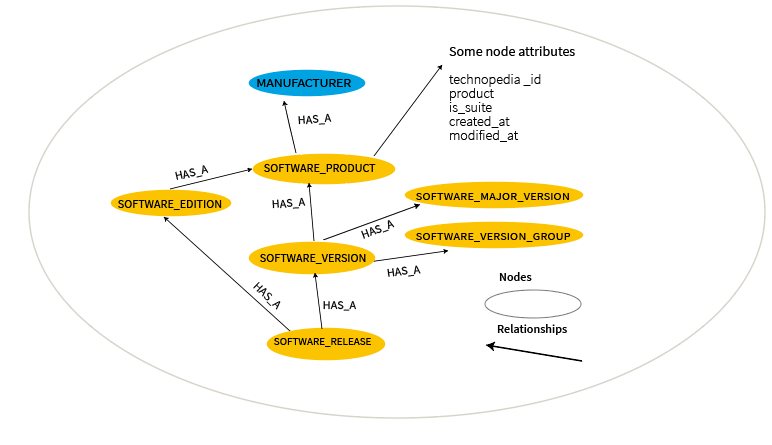 Some node attributes
technopedia _id
product
is_suite
created_at
modified_at
MANUFACTURER
HAS_A
SOFTWARE_PRODUCT
HAS_A
SOFTWARE_EDITION
HAS_A
SOFTWARE_MAJOR_VERSION
HAS_A
SOFTWARE_VERSION_GROUP
SOFTWARE_VERSION
HAS_A
Nodes
HAS_A
HAS_A
Relationships
SOFTWARE_RELEASE